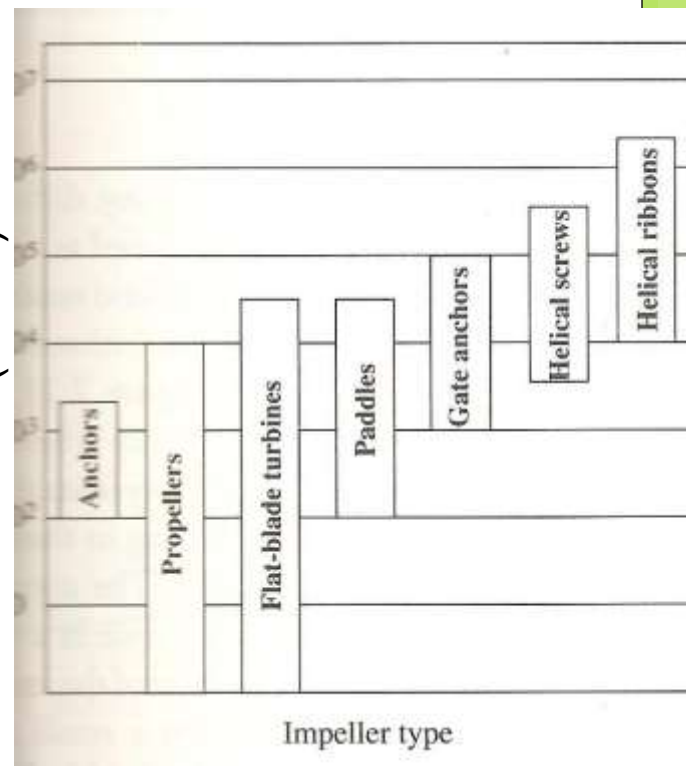 Anchors
Propellers
Flat-blade turbines
Paddles
Gate anchors
Helical screws
Helical ribbons
Impeller type